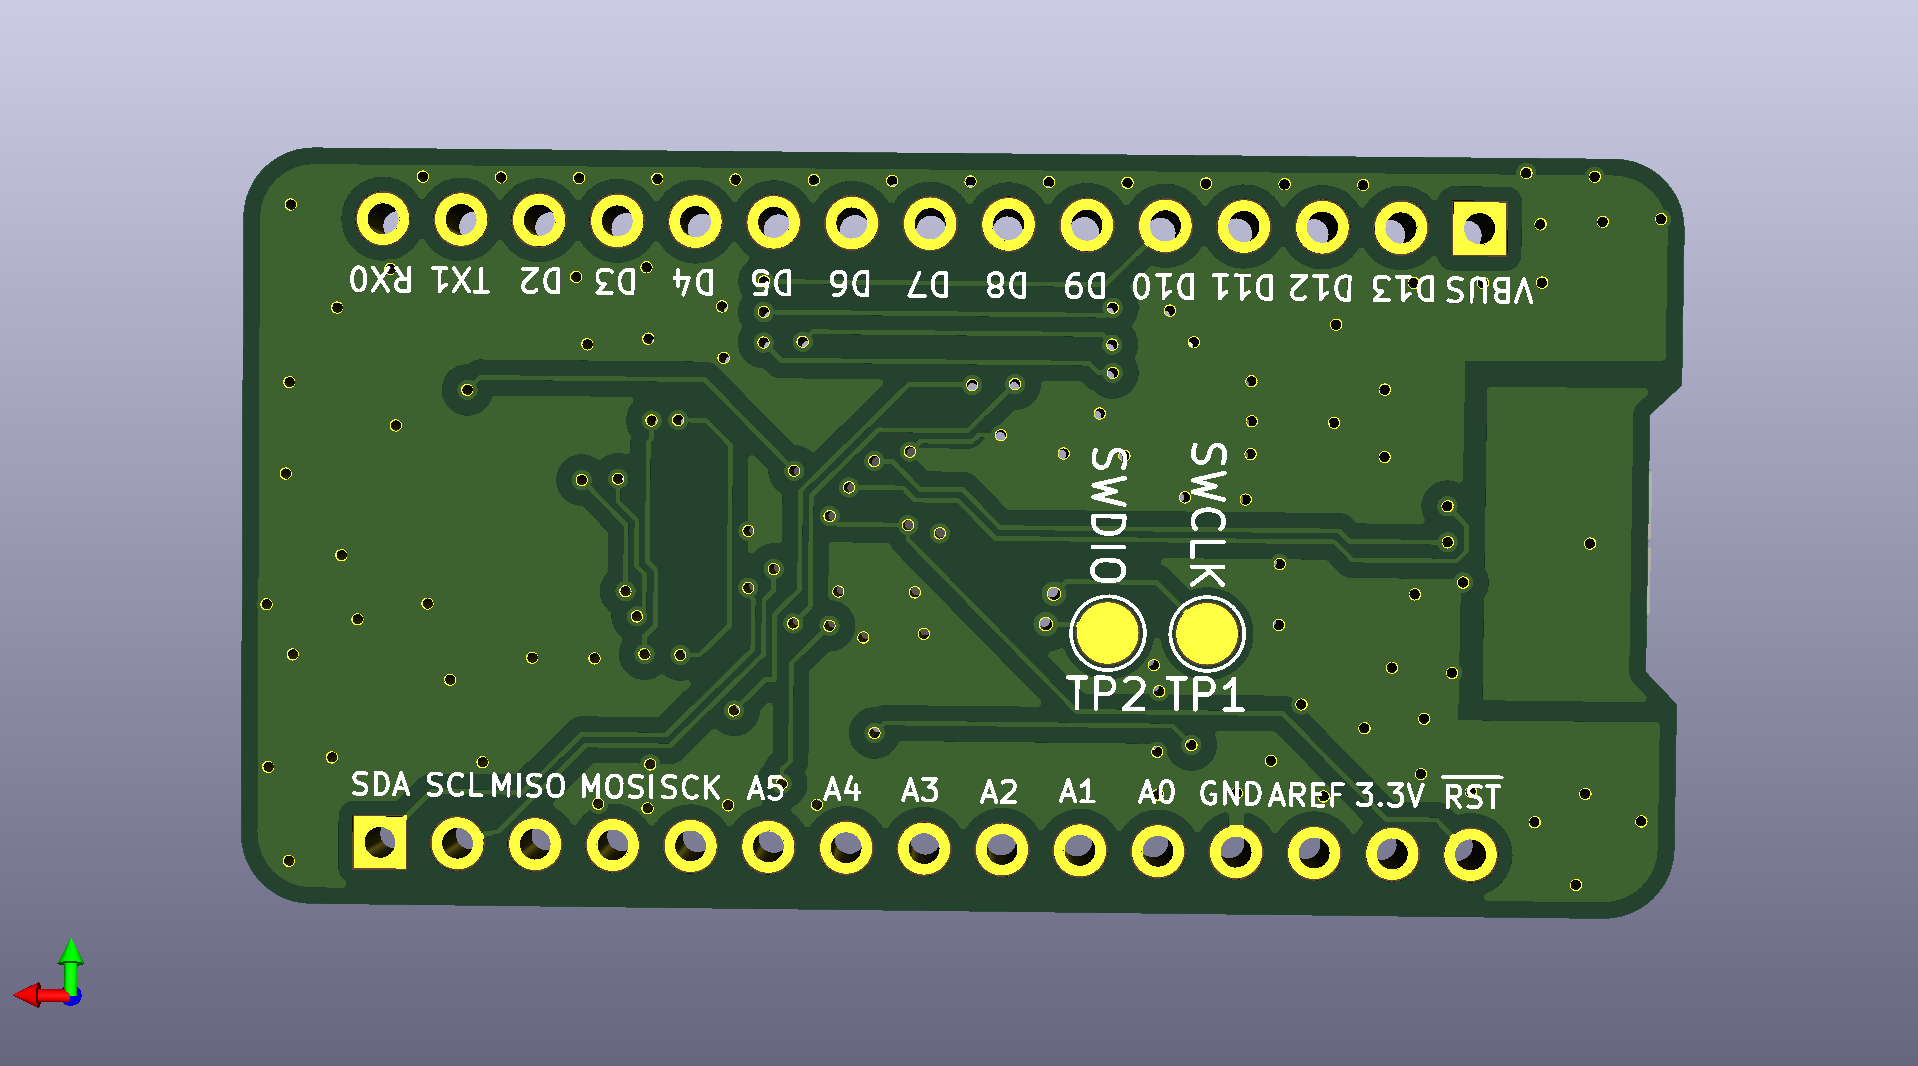 RX0 TX1 D2 D3 D4 D5 D6 D7 D8 D9 D10 D11 D12 D13 VBUS
SWDIO SWCLK
TP2 TP1
SDA SCL MISO MOSI SCK A5 A4 A3 A2 A1 A0 GND AREF 3.3V RST